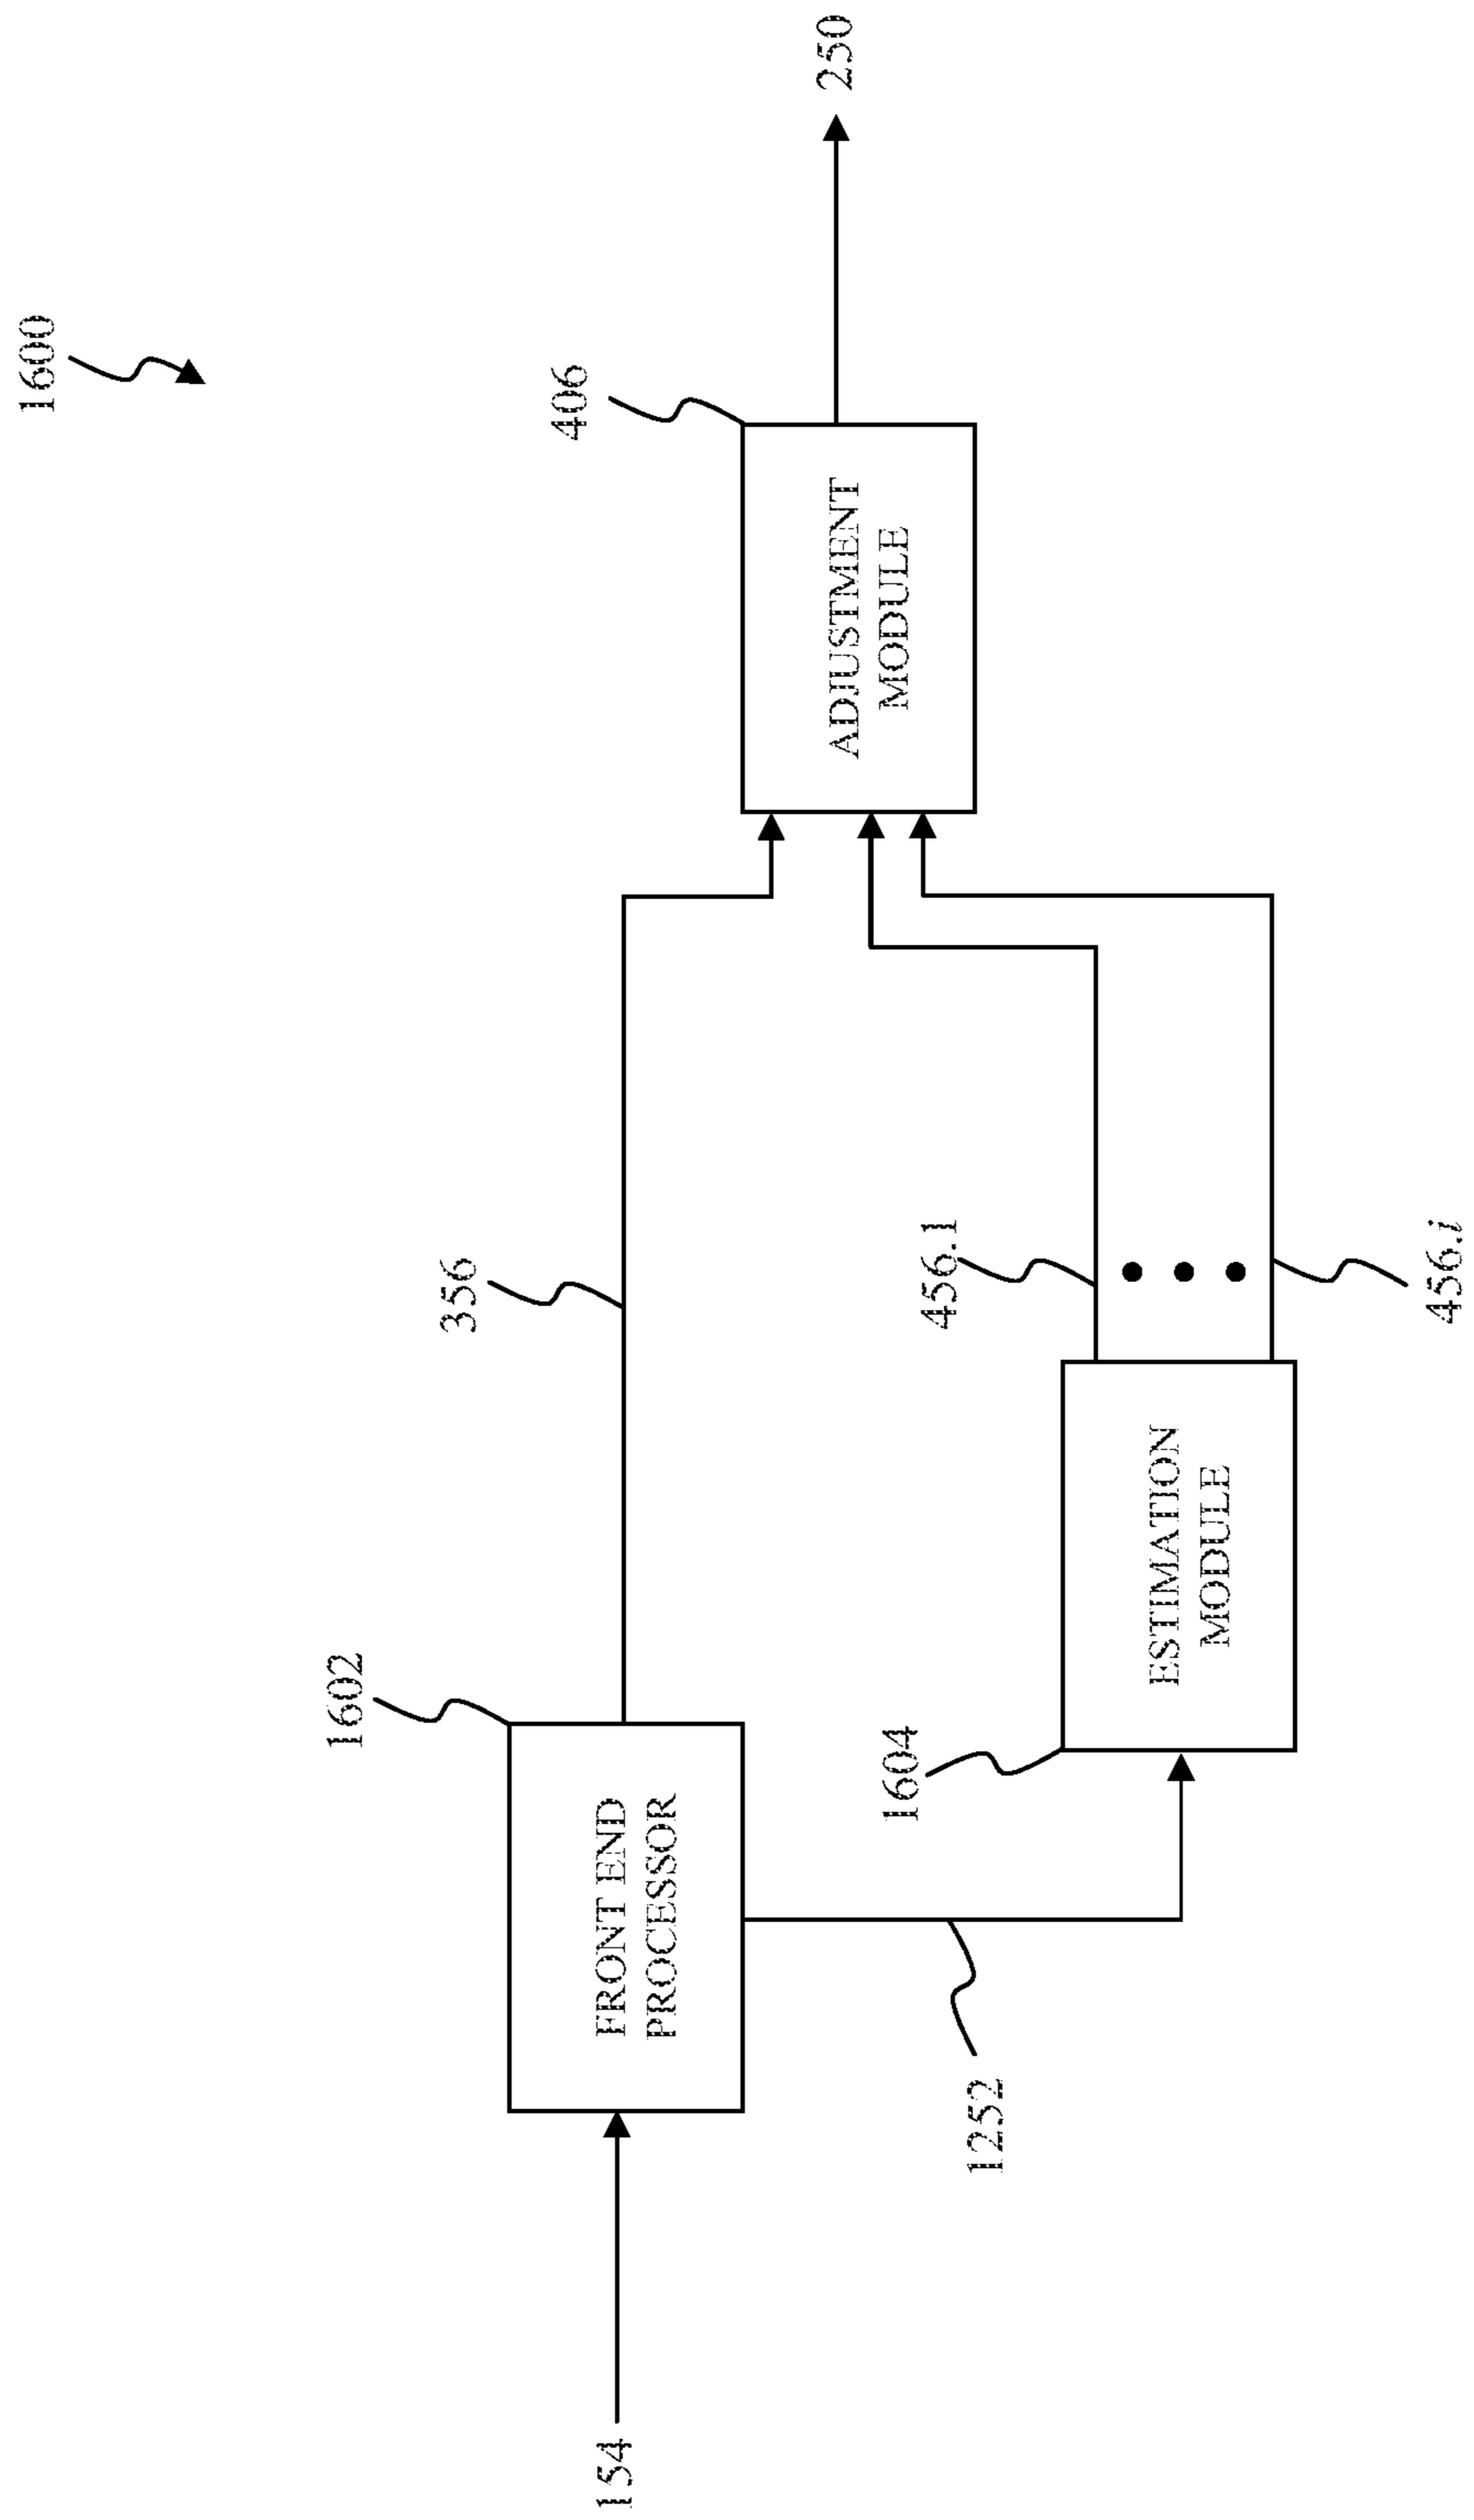 1600
154
FRONT END
PROCESSOR
1602
356
1252
1604
ESTIMATION
MODULE
456.1
456.i
406
ADJUSTMENT
MODULE
250